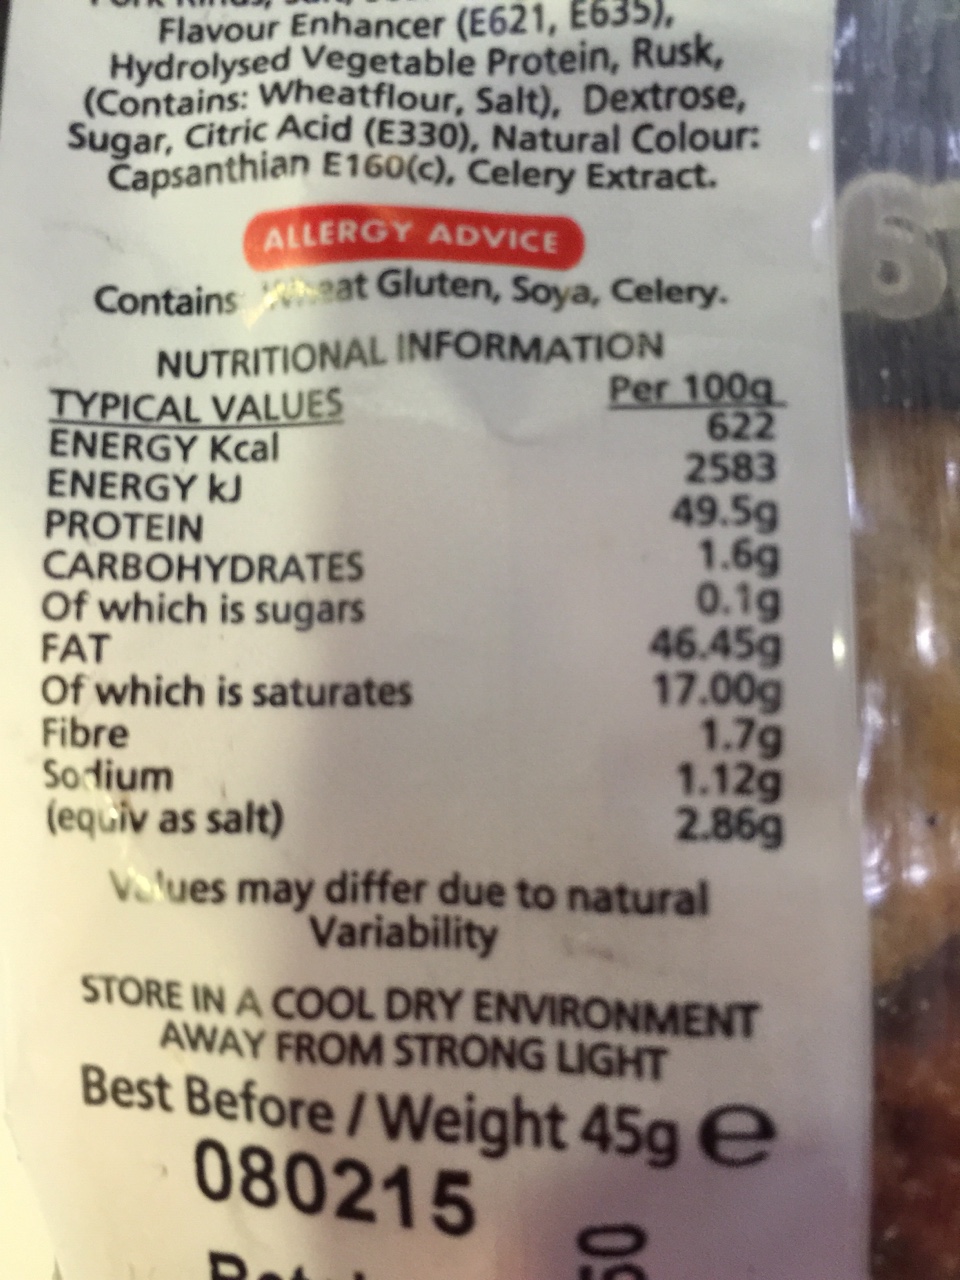 Flavour Enhancer (E621, E635),
Hydrolysed Vegetable Protein, Rusk,
(Contains: Wheatflour, Salt), Dextrose,
Sugar, Citric Acid (E330), Natural Colour:
Capsanthian E160(c), Celery Extract.
ALLERGY ADVICE
Contains Wheat Gluten, Soya, Celery.
NUTRITIONAL INFORMATION
TYPICAL VALUES Per 100g
ENERGY Kcal 622
ENERGY kJ 2583
PROTEIN 49.5g
CARBOHYDRATES 1.6g
Of which is sugars 0.1g
FAT 46.45g
Of which is saturates 17.00g
Fibre 1.7g
Sodium 1.12g
(equiv as salt) 2.86g
Values may differ due to natural
Variability
STORE IN A COOL DRY ENVIRONMENT
AWAY FROM STRONG LIGHT
Best Before / Weight 45g e
080215